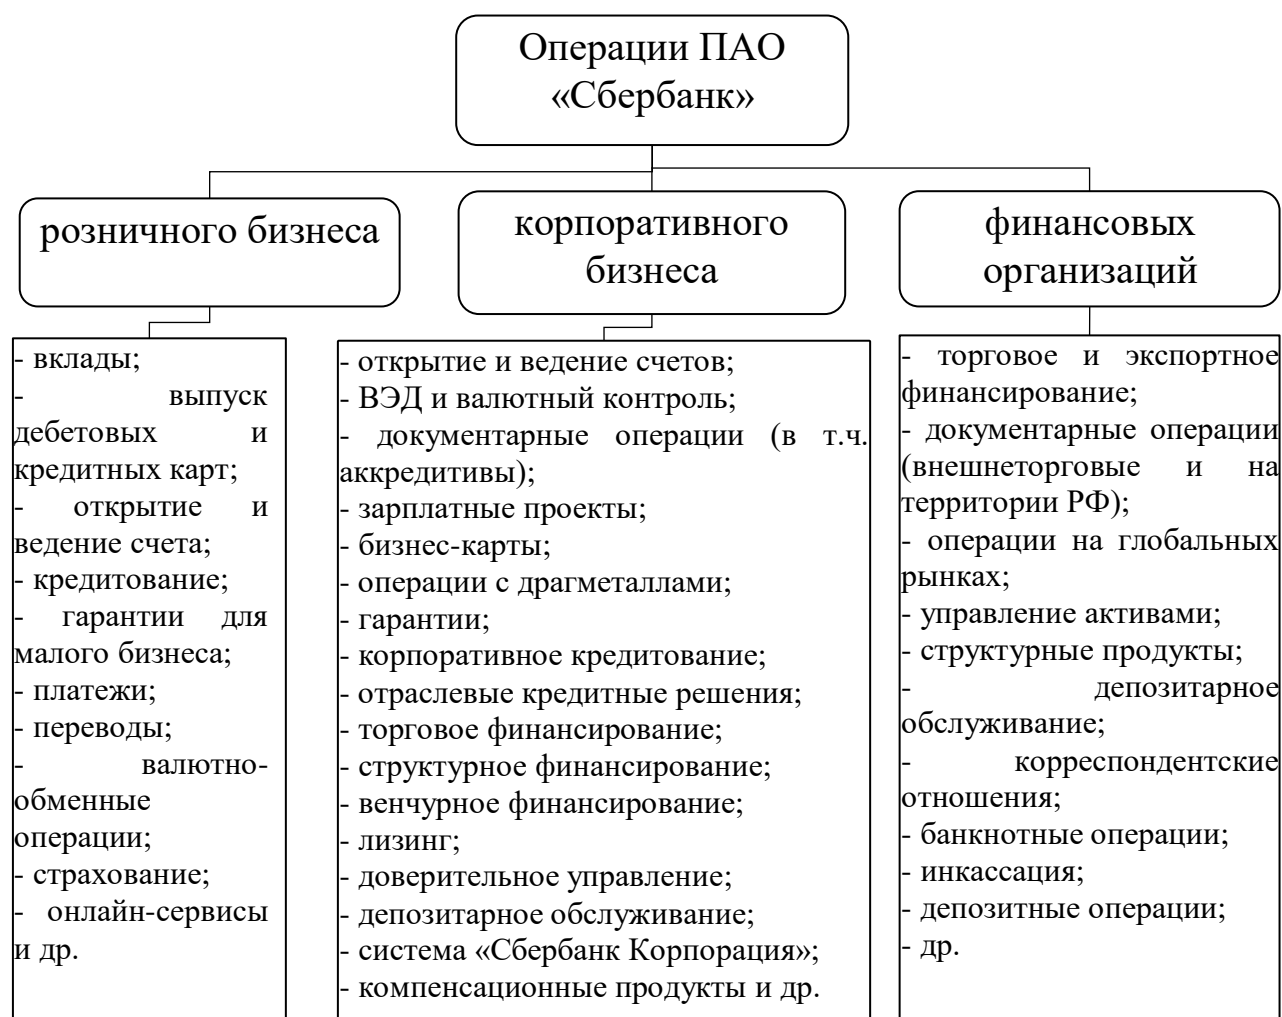 Операции ПАО
«Сбербанк»
розничного бизнеса
корпоративного
бизнеса
финансовых
организаций
- вклады;
- выпуск
дебетовых и
кредитных карт;
- открытие и
ведение счета;
- кредитование;
- гарантии для
малого бизнеса;
- платежи;
- переводы;
- валютно-
обменные
операции;
- страхование;
- онлайн-сервисы
и др.
- открытие и ведение счетов;
- ВЭД и валютный контроль;
- документарные операции (в т.ч.
аккредитивы);
- зарплатные проекты;
- бизнес-карты;
- операции с драгметаллами;
- гарантии;
- корпоративное кредитование;
- отраслевые кредитные решения;
- торговое финансирование;
- структурное финансирование;
- венчурное финансирование;
- лизинг;
- доверительное управление;
- депозитарное обслуживание;
- система «Сбербанк Корпорация»;
- компенсационные продукты и др.
- торговое и экспортное
финансирование;
- документарные операции
(внешнеторговые и на
территории РФ);
- операции на глобальных
рынках;
- управление активами;
- структурные продукты;
- депозитарное
обслуживание;
- корреспондентские
отношения;
- банкнотные операции;
- инкассация;
- депозитные операции;
- др.